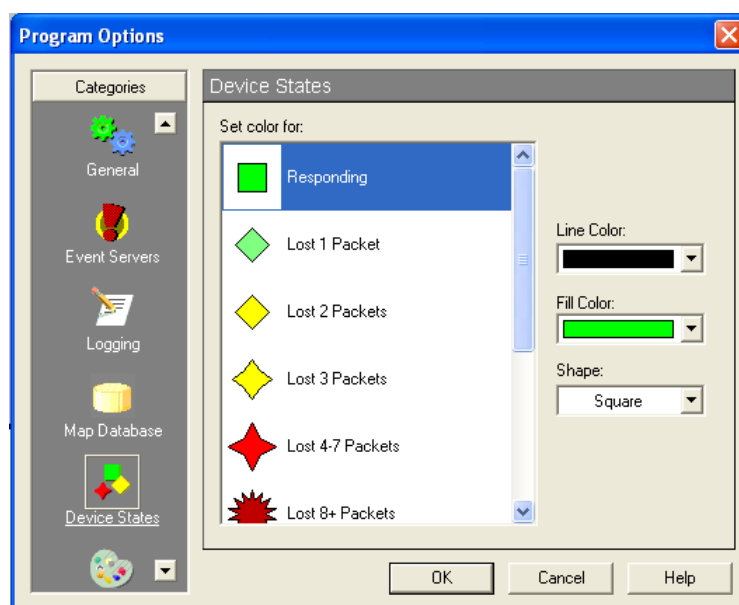 Program Options
Categories
General
Event Servers
Logging
Map Database
Device States
Device States
Set color for:
Responding
Lost 1 Packet
Lost 2 Packets
Lost 3 Packets
Lost 4-7 Packets
Lost 8+ Packets
Line Color:
Fill Color:
Shape:
Square
OK
Cancel
Help